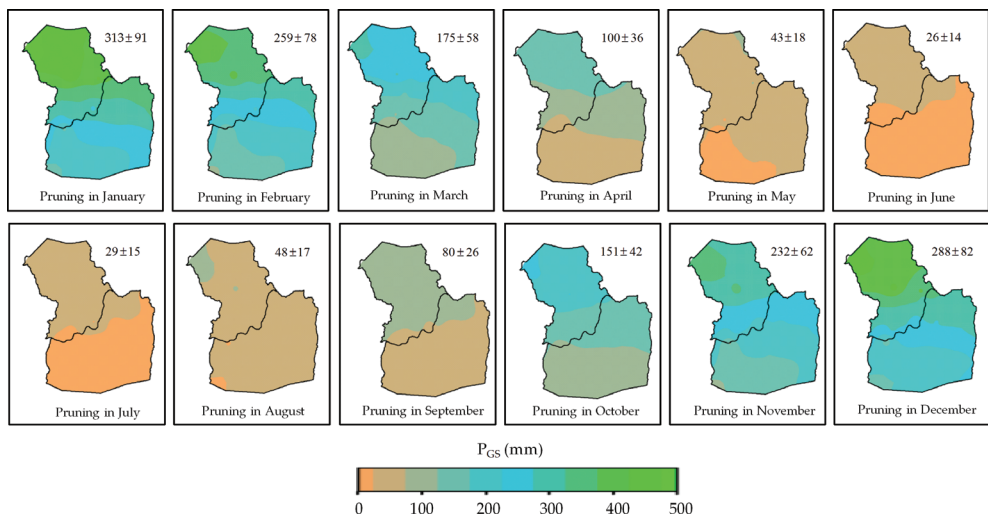 313±91
259±78
175±58
100±36
43±18
26±14
Pruning in January
Pruning in February
Pruning in March
Pruning in April
Pruning in May
Pruning in June
29±15
48±17
80±26
151±42
232±62
288±82
Pruning in July
Pruning in August
Pruning in September
Pruning in October
Pruning in November
Pruning in December
PGS (mm)
0 100 200 300 400 500